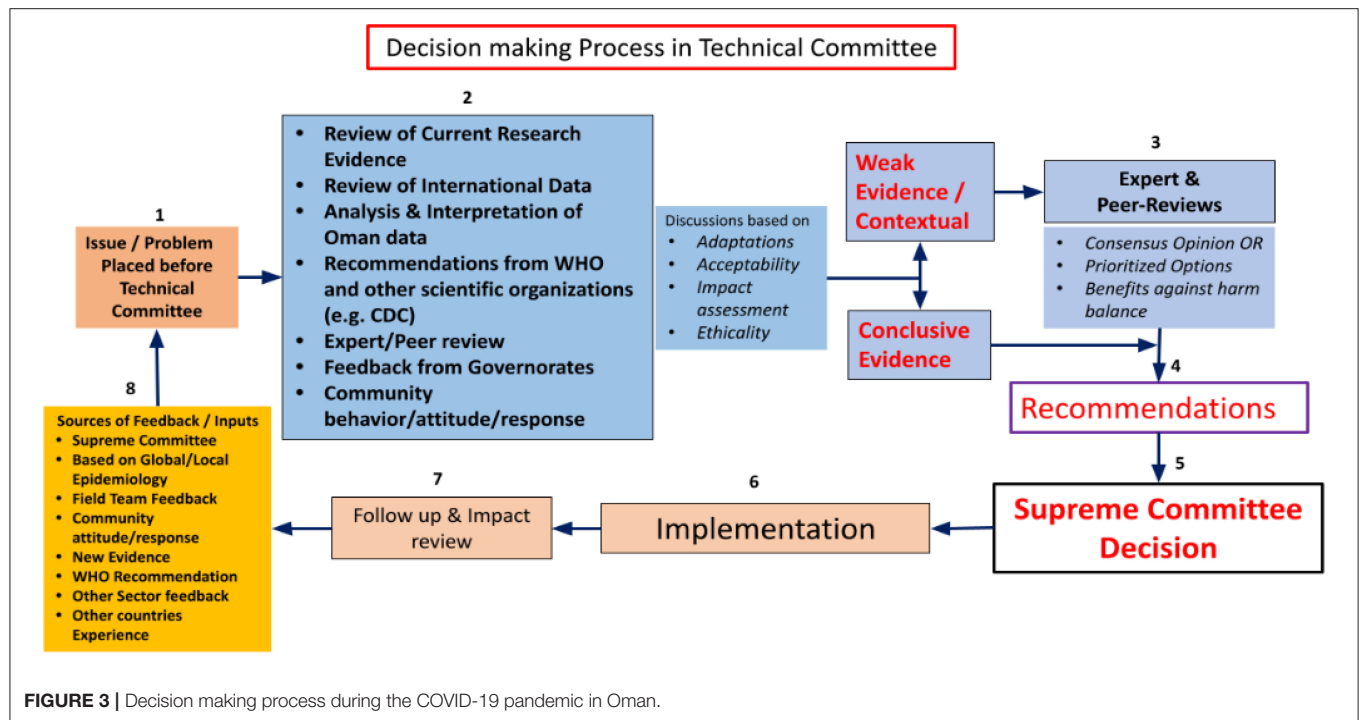 Decision making Process in Technical Committee
1
Issue / Problem
Placed before
Technical
Committee
2
• Review of Current Research
Evidence
• Review of International Data
• Analysis & Interpretation of
Oman data
• Recommendations from WHO
and other scientific organizations
(e.g. CDC)
• Expert/Peer review
• Feedback from Governorates
• Community
behavior/attitude/response
Discussions based on
• Adaptations
• Acceptability
• Impact
assessment
• Ethicality
Weak
Evidence /
Contextual
Conclusive
Evidence
3
Expert &
Peer-Reviews
• Consensus Opinion OR
• Prioritized Options
• Benefits against harm
balance
4
Recommendations
5
Supreme Committee
Decision
6
Implementation
7
Follow up & Impact
review
8
Sources of Feedback / Inputs
• Supreme Committee
• Based on Global/Local
Epidemiology
• Field Team Feedback
• Community
attitude/response
• New Evidence
• WHO Recommendation
• Other Sector feedback
• Other countries
Experience
FIGURE 3 | Decision making process during the COVID-19 pandemic in Oman.